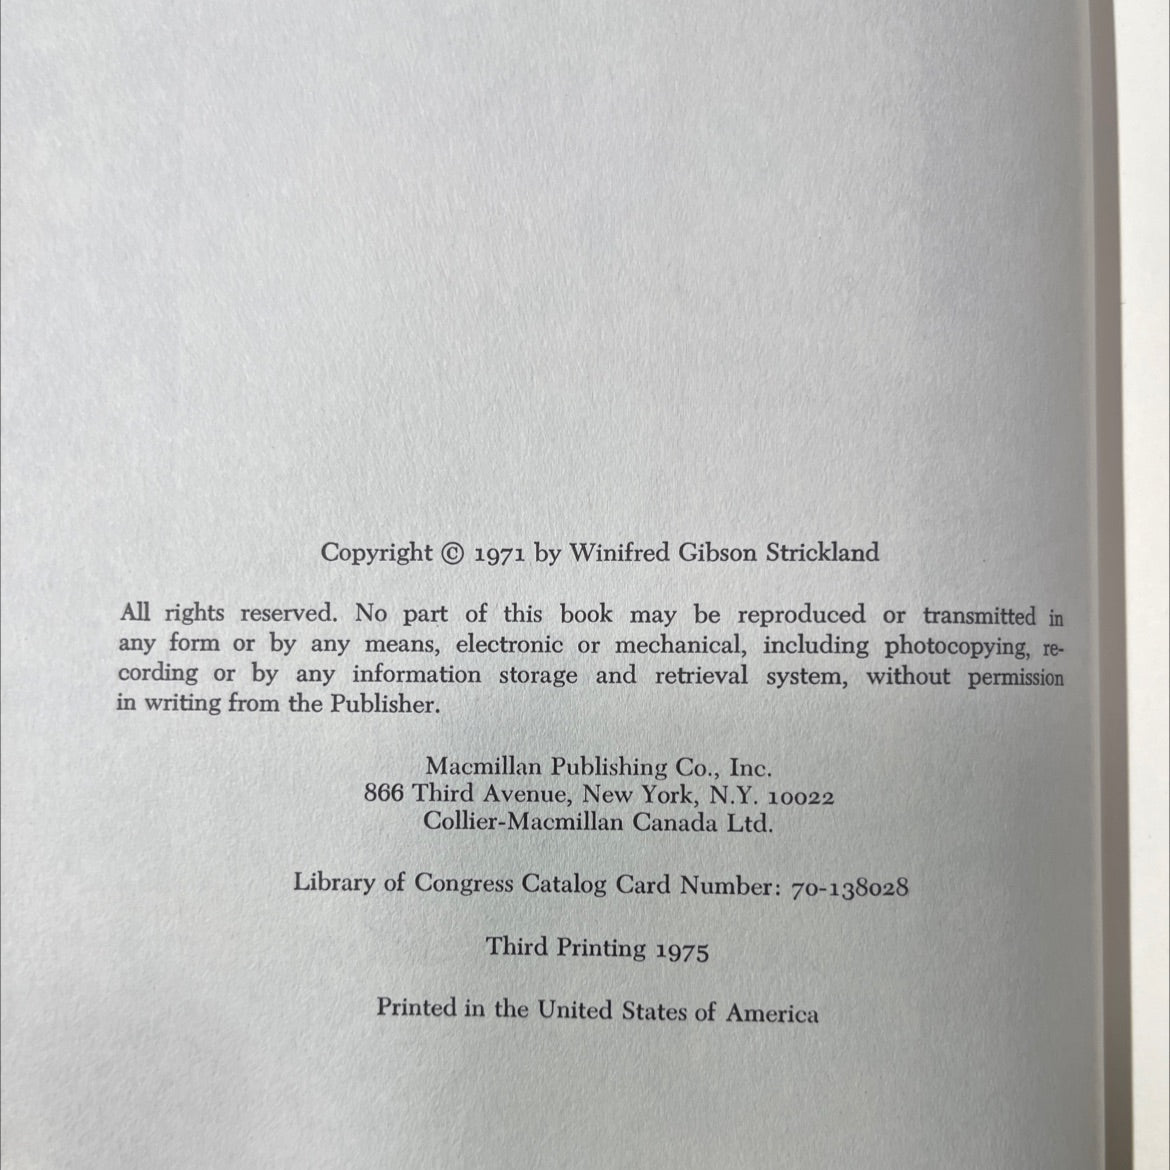 Copyright © 1971 by Winifred Gibson Strickland
All rights reserved. No part of this book may be reproduced or transmitted in
any form or by any means, electronic or mechanical, including photocopying, re-
cording or by any information storage and retrieval system, without permission
in writing from the Publisher.
Macmillan Publishing Co., Inc.
866 Third Avenue, New York, N.Y. 10022
Collier-Macmillan Canada Ltd.
Library of Congress Catalog Card Number: 70-138028
Third Printing 1975
Printed in the United States of America